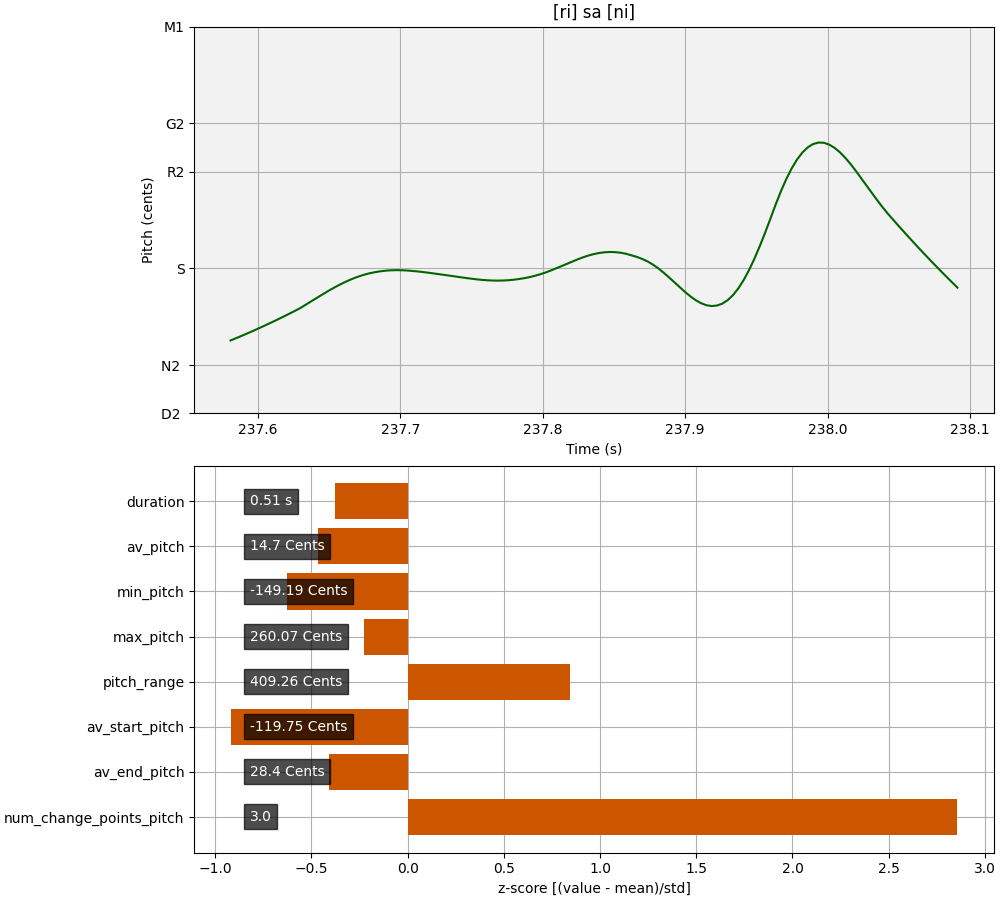 [ri] sa [ni]
M1
G2
R2
S
N2
D2
Pitch (cents)
237.6 237.7 237.8 237.9 238.0 238.1
Time (s)
duration 0.51 s
av_pitch 14.7 Cents
min_pitch -149.19 Cents
max_pitch 260.07 Cents
pitch_range 409.26 Cents
av_start_pitch -119.75 Cents
av_end_pitch 28.4 Cents
num_change_points_pitch 3.0
−1.0 −0.5 0.0 0.5 1.0 1.5 2.0 2.5 3.0
z-score [(value - mean)/std]